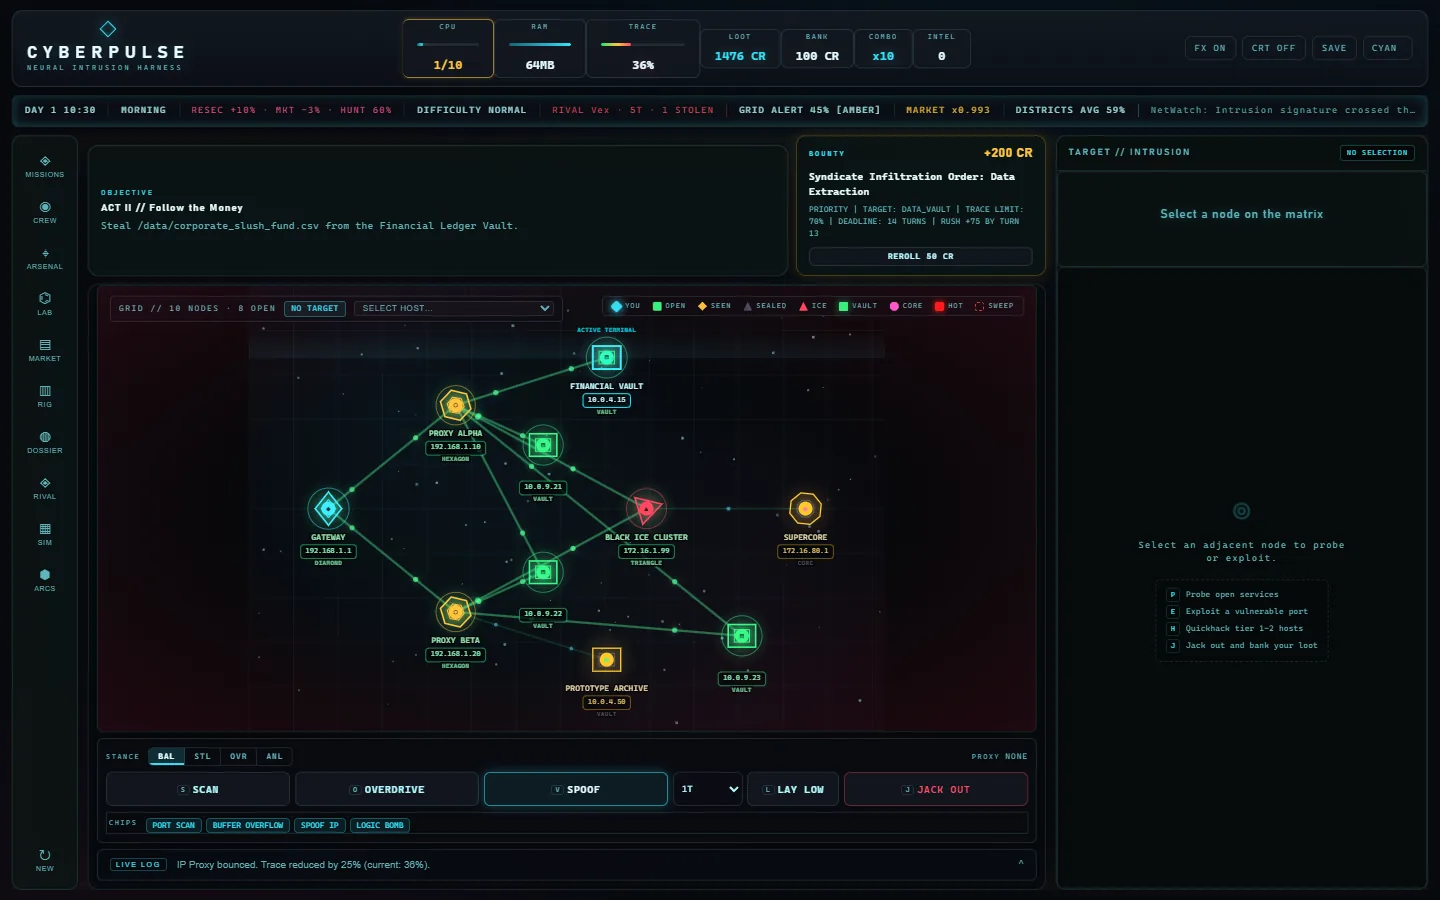 CYBERPULSE
NEURAL INTRUSION HARNESS
CPU
1/10
RAM
64MB
TRACE
36%
LOOT
1476 CR
BANK
100 CR
COMBO
x10
INTEL
0
FX ON
CRT OFF
SAVE
CYAN
DAY 1 10:30
MORNING
RESEC +10% · MKT −3% · HUNT 60%
DIFFICULTY NORMAL
RIVAL Vex · 5T · 1 STOLEN
GRID ALERT 45% [AMBER]
MARKET x0.993
DISTRICTS AVG 59%
NetWatch: Intrusion signature crossed th…
MISSIONS
CREW
ARSENAL
LAB
MARKET
RIG
DOSSIER
RIVAL
SIM
ARCS
NEW
OBJECTIVE
ACT II // Follow the Money
Steal /data/corporate_slush_fund.csv from the Financial Ledger Vault.
BOUNTY
+200 CR
Syndicate Infiltration Order: Data
Extraction
PRIORITY | TARGET: DATA_VAULT | TRACE LIMIT:
70% | DEADLINE: 14 TURNS | RUSH +75 BY TURN
13
REROLL 50 CR
TARGET // INTRUSION
NO SELECTION
Select a node on the matrix
GRID // 10 NODES · 8 OPEN
NO TARGET
SELECT HOST...
YOU
OPEN
SEEN
SEALED
ICE
VAULT
CORE
HOT
SWEEP
ACTIVE TERMINAL
FINANCIAL VAULT
10.0.4.15
VAULT
PROXY ALPHA
192.168.1.10
HEXAGON
10.0.9.21
VAULT
GATEWAY
192.168.1.1
DIAMOND
BLACK ICE CLUSTER
172.16.1.99
TRIANGLE
SUPERCORE
172.16.80.1
CORE
10.0.9.22
VAULT
PROXY BETA
192.168.1.20
HEXAGON
10.0.9.23
VAULT
PROTOTYPE ARCHIVE
10.0.4.50
VAULT
Select an adjacent node to probe
or exploit.
P Probe open services
E Exploit a vulnerable port
H Quickhack tier 1–2 hosts
J Jack out and bank your loot
STANCE
BAL
STL
OVR
ANL
PROXY NONE
S SCAN
O OVERDRIVE
V SPOOF
1T
L LAY LOW
J JACK OUT
CHIPS
PORT SCAN
BUFFER OVERFLOW
SPOOF IP
LOGIC BOMB
LIVE LOG
IP Proxy bounced. Trace reduced by 25% (current: 36%).
^